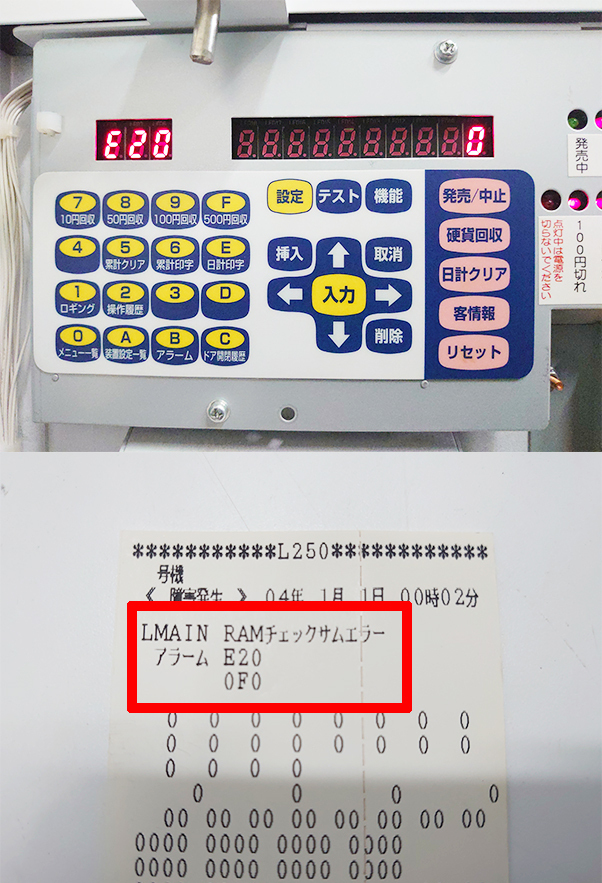 E20
0
発売中
点灯中は電源を
切らないでください
100円切れ
7 8 9 F
10円回収 50円回収 100円回収 500円回収
4 5 6 E
累計クリア 累計印字 日計印字
1 2 3 D
ロギング 操作履歴
0 A B C
メニュー一覧 装置設定一覧 アラーム ドア開閉履歴
設定 テスト 機能
挿入 取消
入力
削除
発売/中止
硬貨回収
日計クリア
客情報
リセット
***********L250***********
号機
《 障害発生 》 04年 1月 1日 00時02分
LMAIN RAMチェックサムエラー
アラーム E20
0F0
0 0 0 0 0 0 0 0
0 0 0 0 0 0 0 0
0 0 0 0
0 0 0 0
00 00 00 00 00 00 00 00
0000 0000 0000 0000
0000 0000 0000 0000